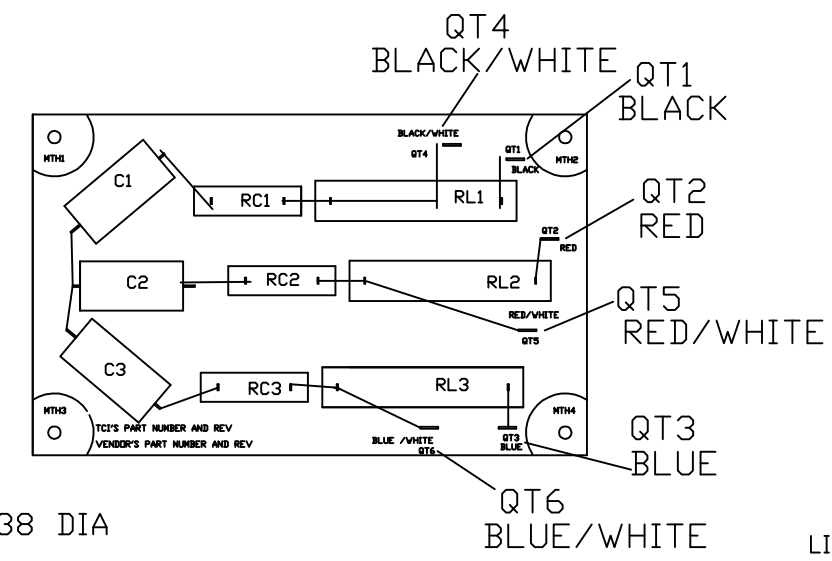 QT4
BLACK/WHITE
QT1
BLACK
BLACK/WHITE
QT4
QT1
BLACK
MTH1
MTH2
C1
RC1
RL1
QT2
RED
QT2
RED
C2
RC2
RL2
QT5
RED/WHITE
RED/WHITE
QT5
C3
RC3
RL3
MTH3
MTH4
TCI'S PART NUMBER AND REV
VENDOR'S PART NUMBER AND REV
BLUE /WHITE
QT6
QT3
BLUE
QT3
BLUE
QT6
BLUE/WHITE
38 DIA
LI